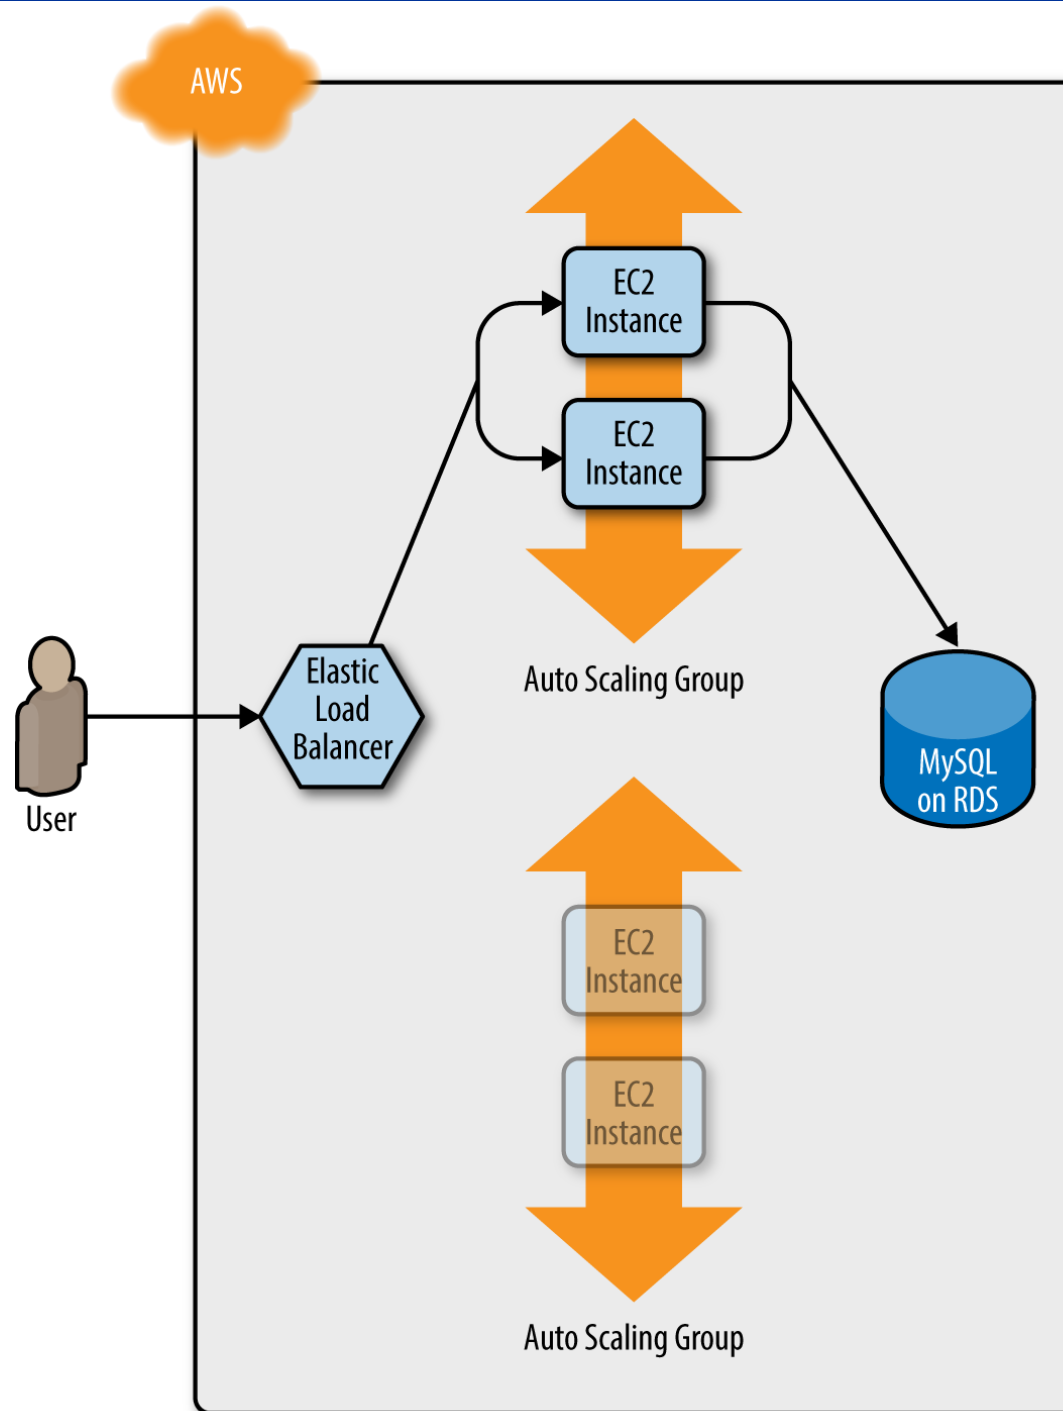 AWS
EC2
Instance
EC2
Instance
Auto Scaling Group
Elastic
Load
Balancer
User
MySQL
on RDS
EC2
Instance
EC2
Instance
Auto Scaling Group